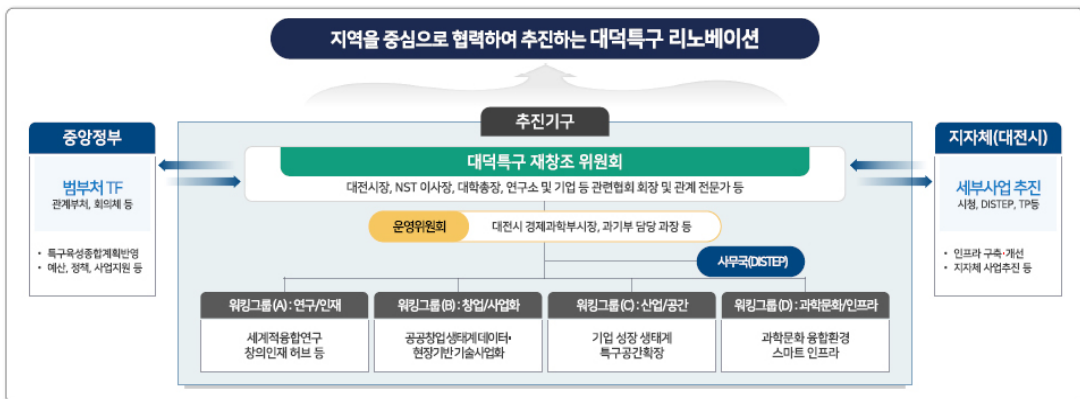 지역을 중심으로 협력하여 추진하는 대덕특구 리노베이션
추진기구
중앙정부
범부처 TF
관계부처, 회의체 등
• 특구육성종합계획반영
• 예산, 정책, 사업지원 등
대덕특구 재창조 위원회
대전시장, NST 이사장, 대학총장, 연구소 및 기업 등 관련협회 회장 및 관계 전문가 등
운영위원회
대전시 경제과학부시장, 과기부 담당 과장 등
사무국(DISTEP)
워킹그룹(A) : 연구/인재
세계적융합연구
창의인재 허브 등
워킹그룹(B) : 창업/사업화
공공창업생태계 데이터•
현장기반 기술사업화
워킹그룹(C) : 산업/공간
기업 성장 생태계
특구공간확장
워킹그룹(D) : 과학문화/인프라
과학문화 융합환경
스마트 인프라
지자체(대전시)
세부사업 추진
시청, DISTEP, TP등
• 인프라 구축·개선
• 지자체 사업추진 등